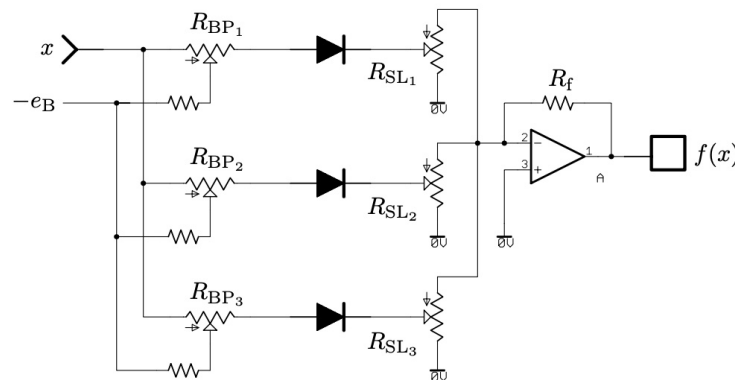 R_BP1
x
R_SL1
0V
-e_B
R_f
R_BP2
2 - 1
3 +
A
f(x)
R_SL2
0V
0V
R_BP3
R_SL3
0V